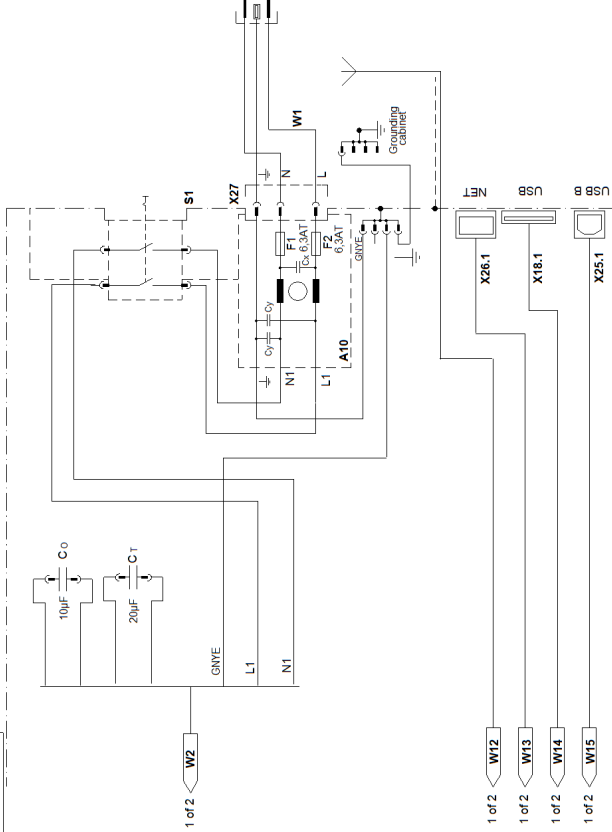 W1
Grounding
cabinet
S1
X27
N
L
F1
6,3AT
F2
6,3AT
Cx
GNYE
NET
USB
USB B
X26.1
X18.1
X25.1
Cy
Cy
A10
N1
L1
CO
10µF
CT
20µF
GNYE
L1
N1
W2
1 of 2
W12
1 of 2
W13
1 of 2
W14
1 of 2
W15
1 of 2